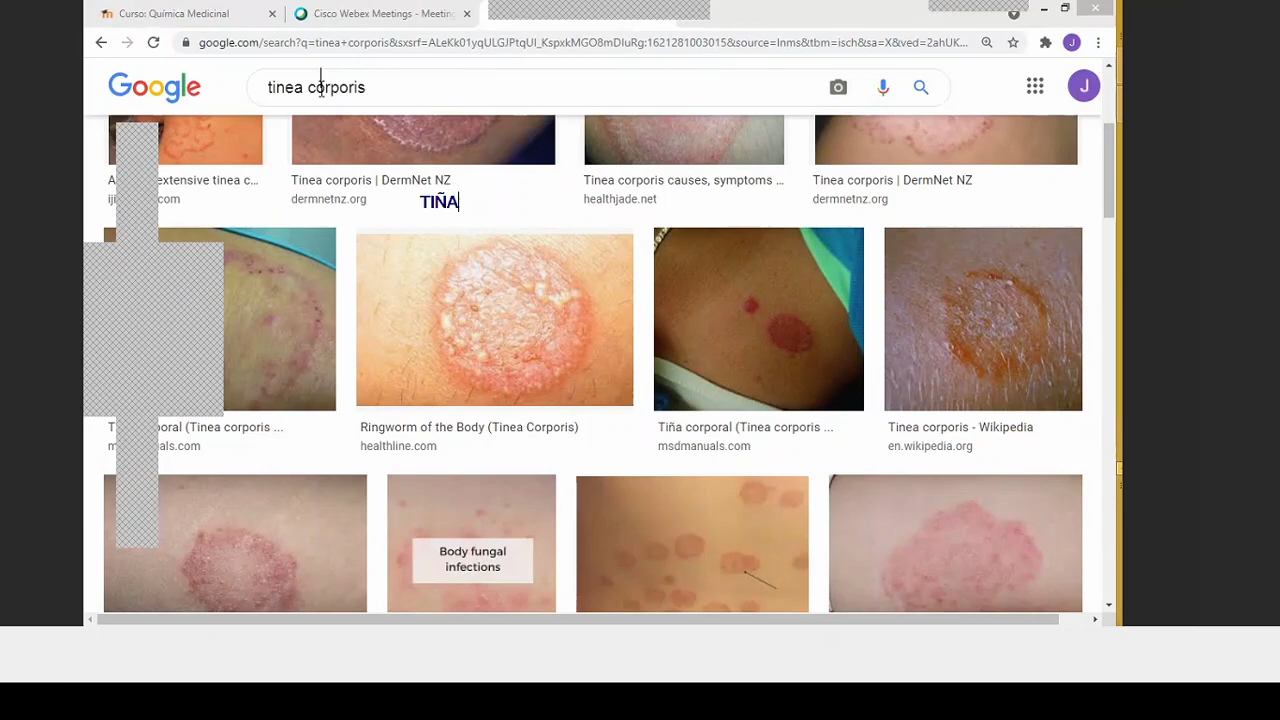 Curso: Química Medicinal
Cisco Webex Meetings - Meeting
google.com/search?q=tinea+corporis&sxsrf=ALeKk01yqULGJPtqUI_KspxkMGO8mDluRg:1621281003015&source=lnms&tbm=isch&sa=X&ved=2ahUK...
J
Google
tinea corporis
J
extensive tinea c...
Tinea corporis | DermNet NZ
Tinea corporis causes, symptoms ...
Tinea corporis | DermNet NZ
.com
dermnetnz.org
TIÑA
healthjade.net
dermnetnz.org
oral (Tinea corporis ...
Ringworm of the Body (Tinea Corporis)
Tiña corporal (Tinea corporis ...
Tinea corporis - Wikipedia
uals.com
healthline.com
msdmanuals.com
en.wikipedia.org
Body fungal
infections